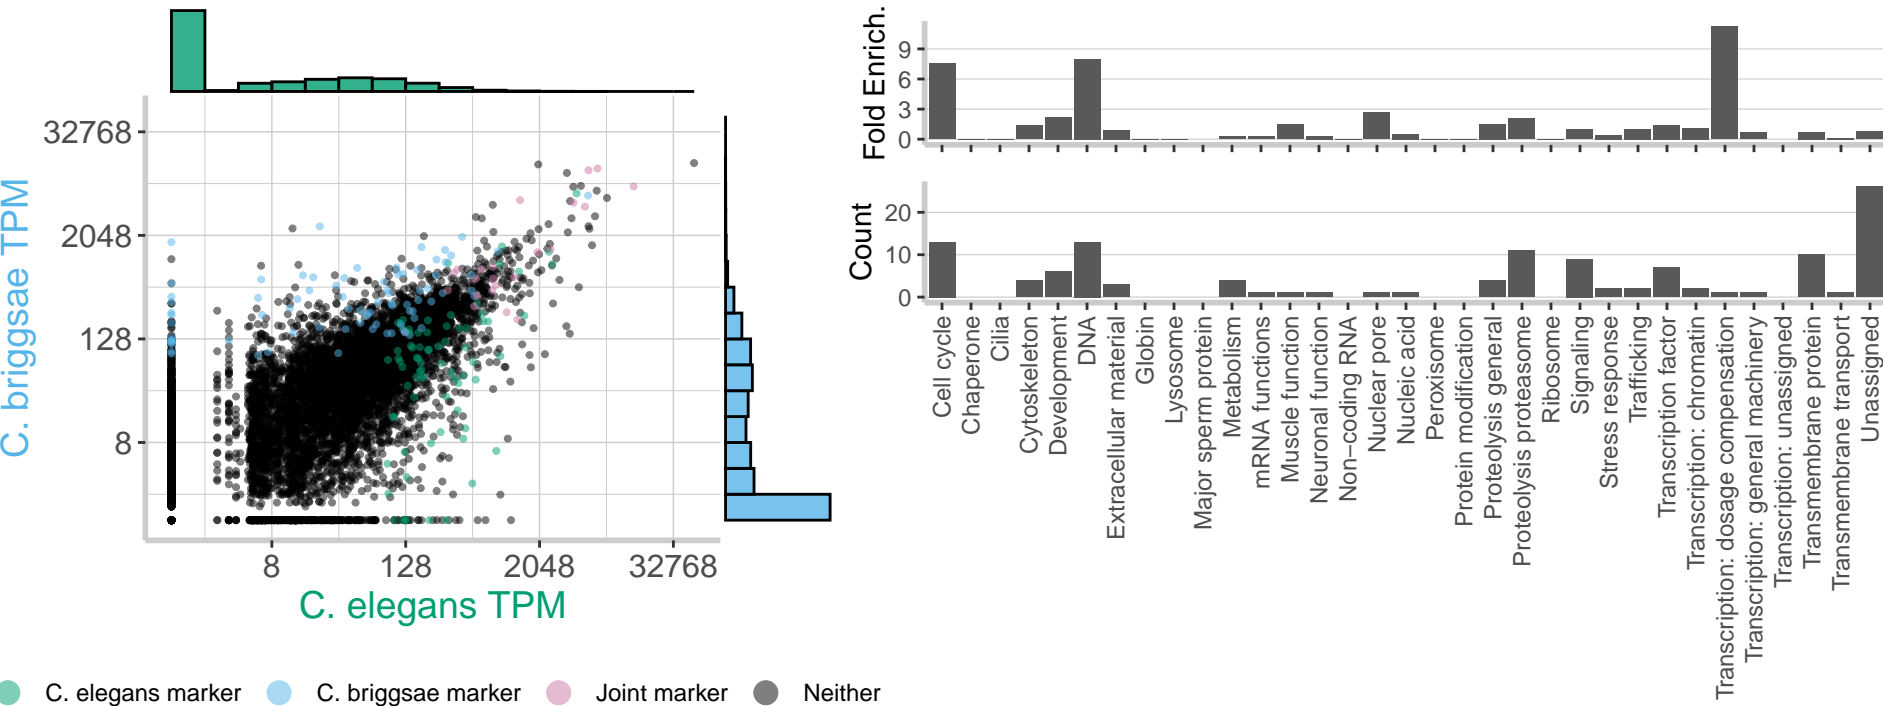 32768
2048
128
8
C. briggsae TPM
8
128
2048
32768
C. elegans TPM
C. elegans marker
C. briggsae marker
Joint marker
Neither
Fold Enrich.
9
6
3
0
Count
20
10
0
Cell cycle
Chaperone
Cilia
Cytoskeleton
Development
DNA
Extracellular material
Globin
Lysosome
Major sperm protein
Metabolism
mRNA functions
Muscle function
Neuronal function
Non−coding RNA
Nuclear pore
Nucleic acid
Peroxisome
Protein modification
Proteolysis general
Proteolysis proteasome
Ribosome
Signaling
Stress response
Trafficking
Transcription factor
Transcription: chromatin
Transcription: dosage compensation
Transcription: general machinery
Transcription: unassigned
Transmembrane protein
Transmembrane transport
Unassigned